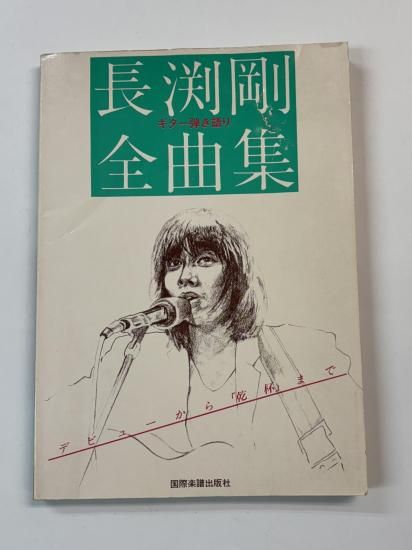 長渕剛
ギター弾き語り
全曲集
デビューから「乾杯」まで
国際楽譜出版社